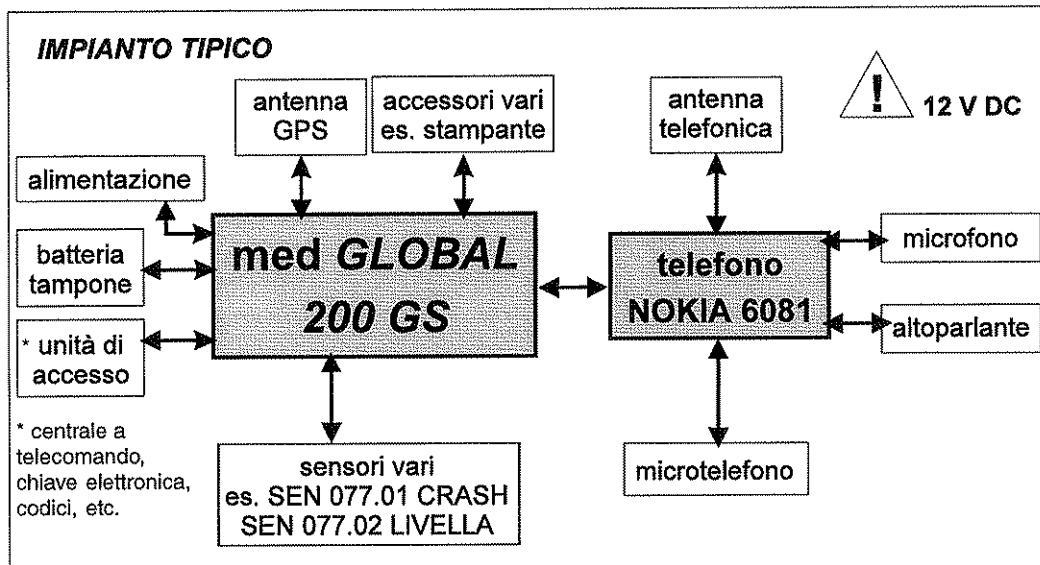 IMPIANTO TIPICO
antenna
GPS
accessori vari
es. stampante
antenna
telefonica
!
12 V DC
alimentazione
batteria
tampone
* unità di
accesso
med GLOBAL
200 GS
telefono
NOKIA 6081
microfono
altoparlante
* centrale a
telecomando,
chiave elettronica,
codici, etc.
sensori vari
es. SEN 077.01 CRASH
SEN 077.02 LIVELLA
microtelefono